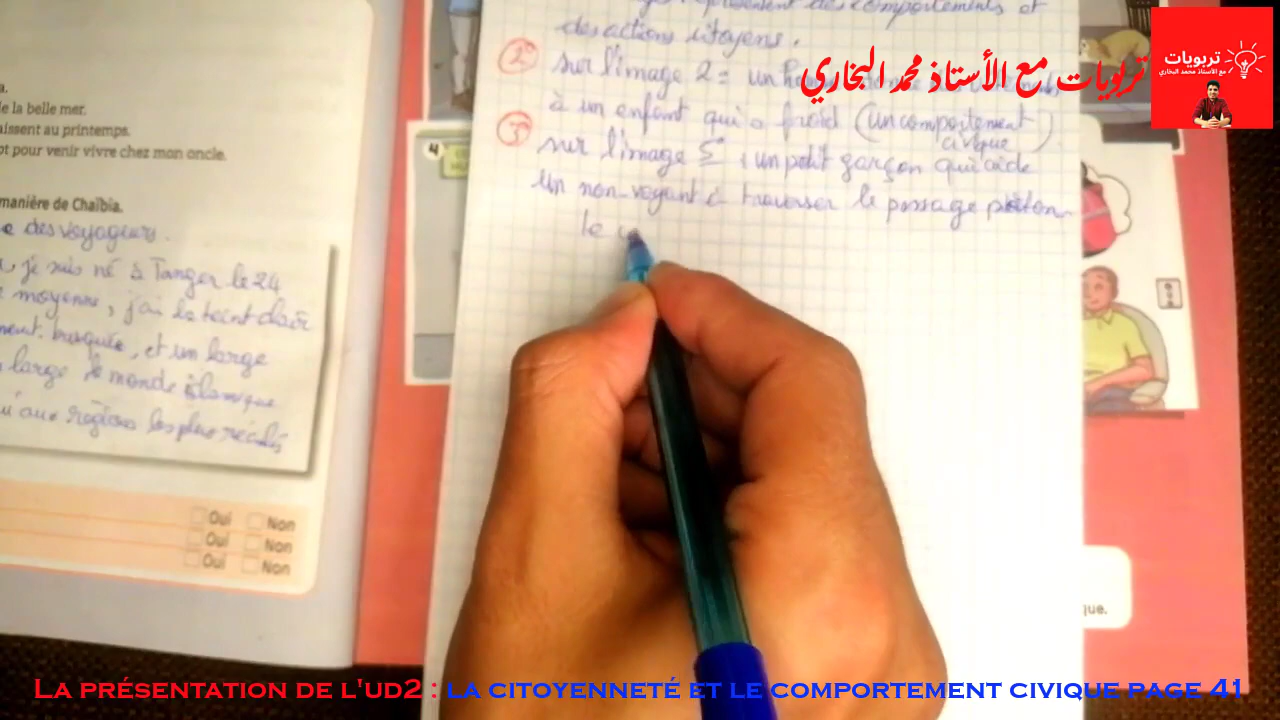 des actions citoyens.
2° sur l'image 2 = un
à un enfant qui a froid (un comportement
civique)
3° sur l'image 5 , un petit garçon qui aide
un non-voyant à traverser le passage piéton
le
تربويات مع الأستاذ محمد البخاري
تربويات
مع الأستاذ محمد البخاري
a.
e la belle mer.
aissent au printemps.
ot pour venir vivre chez mon oncle.
manière de Chaïbia.
e des voyageurs.
je suis né à Tanger le 24
moyenne, j'ai le teint clair
et un large
large le monde islamique
aux régions les plus
Oui Non
Oui Non
Oui Non
4
que.
LA PRÉSENTATION DE L'UD2 : LA CITOYENNETÉ ET LE COMPORTEMENT CIVIQUE PAGE 41